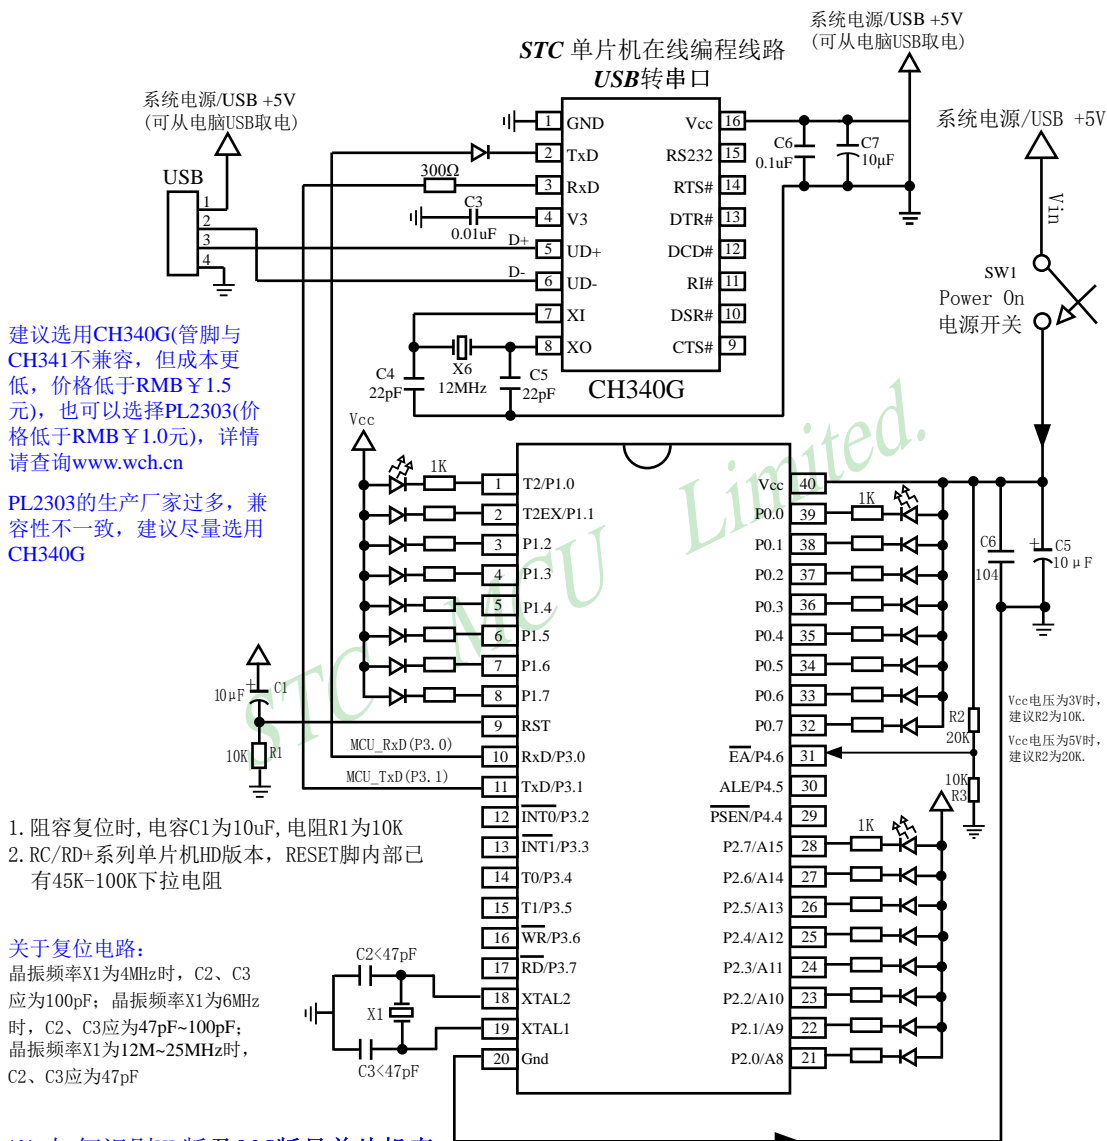 系统电源/USB +5V
(可从电脑USB取电)
STC 单片机在线编程线路
USB转串口
系统电源/USB +5V
(可从电脑USB取电)
系统电源/USB +5V
Vin
SW1
Power On
电源开关
USB
1
2
3
4
300Ω
C3
0.01uF
D+
D-
1 GND
2 TxD
3 RxD
4 V3
5 UD+
6 UD-
7 XI
8 XO
Vcc 16
RS232 15
RTS# 14
DTR# 13
DCD# 12
RI# 11
DSR# 10
CTS# 9
CH340G
C6
0.1uF
+
C7
10μF
C4
22pF
X6
12MHz
C5
22pF
建议选用CH340G(管脚与
CH341不兼容，但成本更
低，价格低于RMB￥1.5
元)，也可以选择PL2303(价
格低于RMB￥1.0元)，详情
请查询www.wch.cn
PL2303的生产厂家过多，兼
容性不一致，建议尽量选用
CH340G
Vcc
1K
1 T2/P1.0
2 T2EX/P1.1
3 P1.2
4 P1.3
5 P1.4
6 P1.5
7 P1.6
8 P1.7
9 RST
10 RxD/P3.0
11 TxD/P3.1
12 INT0/P3.2
13 INT1/P3.3
14 T0/P3.4
15 T1/P3.5
16 WR/P3.6
17 RD/P3.7
18 XTAL2
19 XTAL1
20 Gnd
Vcc 40
P0.0 39
P0.1 38
P0.2 37
P0.3 36
P0.4 35
P0.5 34
P0.6 33
P0.7 32
EA/P4.6 31
ALE/P4.5 30
PSEN/P4.4 29
P2.7/A15 28
P2.6/A14 27
P2.5/A13 26
P2.4/A12 25
P2.3/A11 24
P2.2/A10 23
P2.1/A9 22
P2.0/A8 21
1K
1K
C6
104
+
C5
10μF
R2
20K
10K
R3
Vcc电压为3V时,
建议R2为10K.
Vcc电压为5V时,
建议R2为20K.
+
10μF
C1
10K
R1
MCU_RxD(P3.0)
MCU_TxD(P3.1)
STC MCU Limited.
1.阻容复位时,电容C1为10uF,电阻R1为10K
2.RC/RD+系列单片机HD版本，RESET脚内部已
有45K-100K下拉电阻
关于复位电路:
晶振频率X1为4MHz时，C2、C3
应为100pF；晶振频率X1为6MHz
时，C2、C3应为47pF~100pF；
晶振频率X1为12M~25MHz时，
C2、C3应为47pF
C2<47pF
X1
C3<47pF